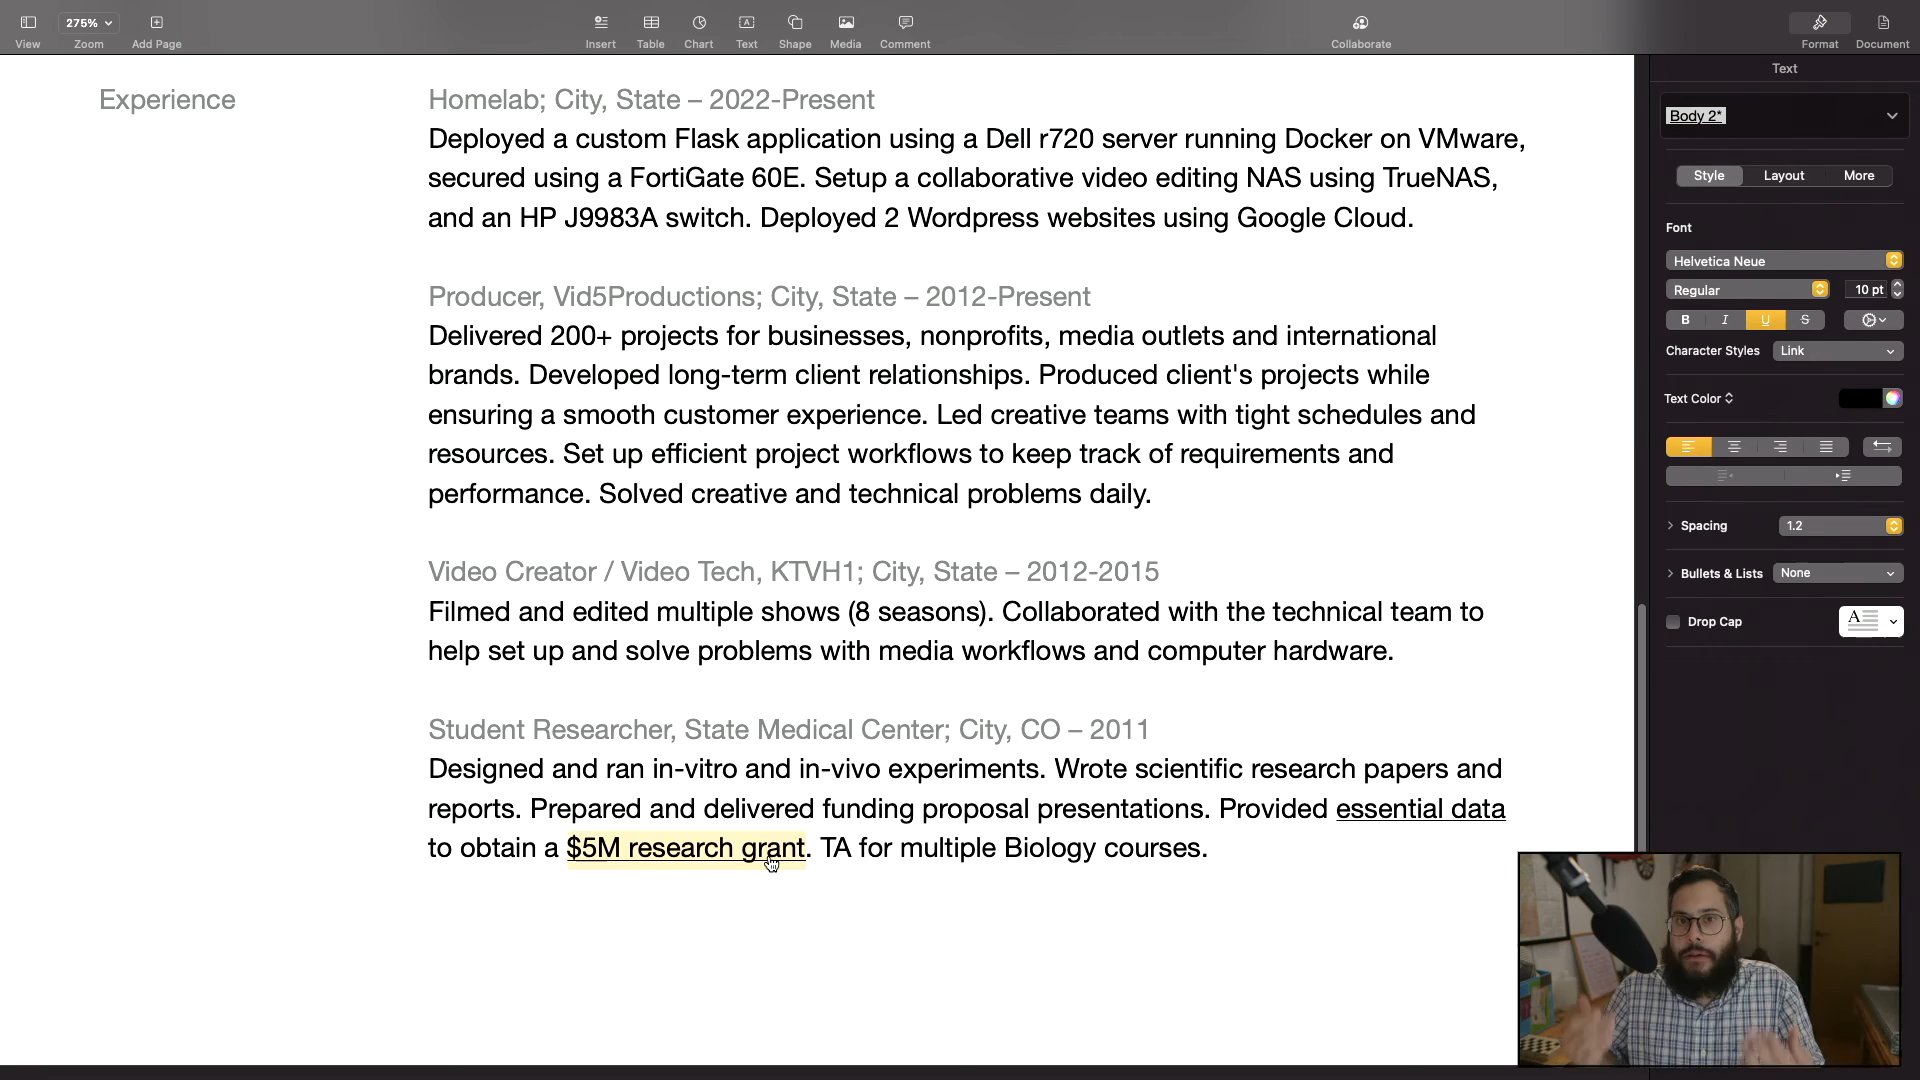 275%
View
Zoom
Add Page
Insert
Table
Chart
Text
Shape
Media
Comment
Collaborate
Format
Document
Experience
Homelab; City, State – 2022-Present
Deployed a custom Flask application using a Dell r720 server running Docker on VMware,
secured using a FortiGate 60E. Setup a collaborative video editing NAS using TrueNAS,
and an HP J9983A switch. Deployed 2 Wordpress websites using Google Cloud.
Producer, Vid5Productions; City, State – 2012-Present
Delivered 200+ projects for businesses, nonprofits, media outlets and international
brands. Developed long-term client relationships. Produced client's projects while
ensuring a smooth customer experience. Led creative teams with tight schedules and
resources. Set up efficient project workflows to keep track of requirements and
performance. Solved creative and technical problems daily.
Video Creator / Video Tech, KTVH1; City, State – 2012-2015
Filmed and edited multiple shows (8 seasons). Collaborated with the technical team to
help set up and solve problems with media workflows and computer hardware.
Student Researcher, State Medical Center; City, CO – 2011
Designed and ran in-vitro and in-vivo experiments. Wrote scientific research papers and
reports. Prepared and delivered funding proposal presentations. Provided essential data
to obtain a $5M research grant. TA for multiple Biology courses.
Text
Body 2*
Style
Layout
More
Font
Helvetica Neue
Regular
10 pt
B I U S
Character Styles
Link
Text Color
Spacing
1.2
Bullets & Lists
None
Drop Cap
A